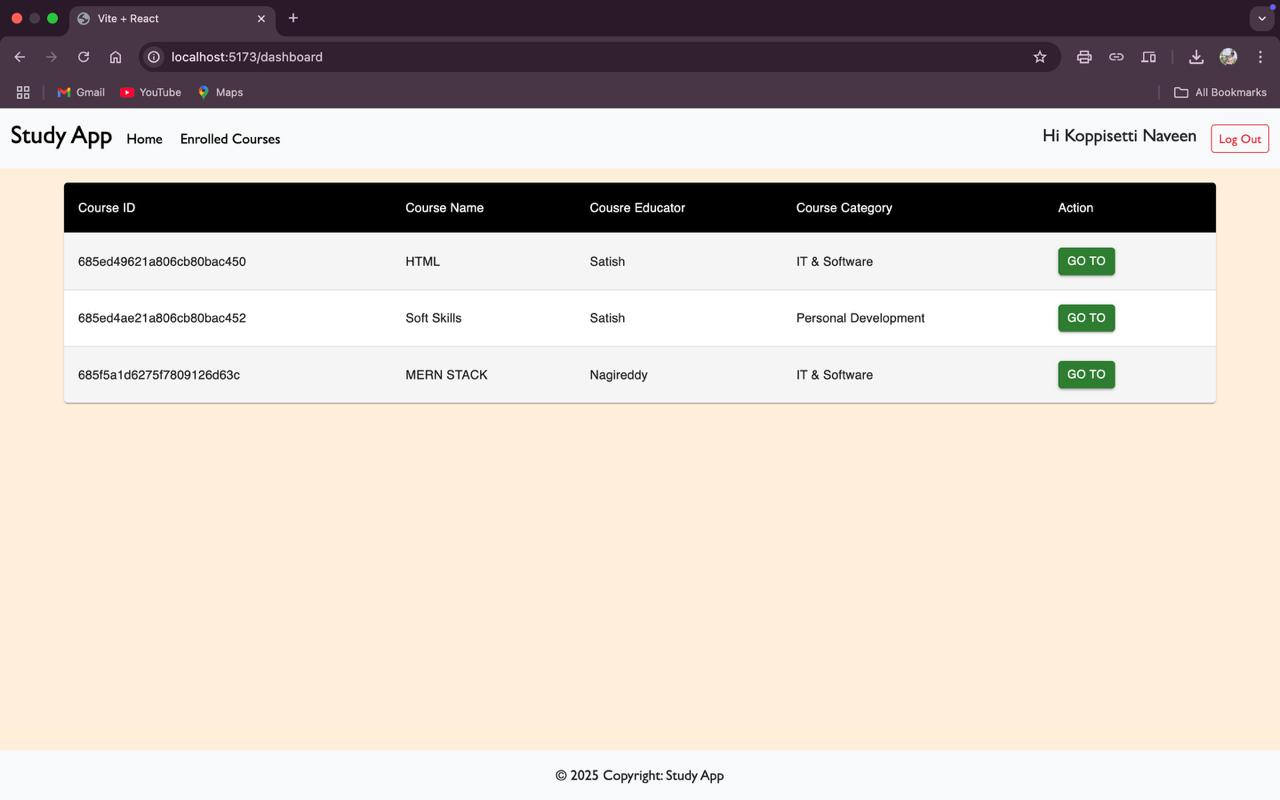 Vite + React
localhost:5173/dashboard
Gmail YouTube Maps All Bookmarks
Study App Home Enrolled Courses Hi Koppisetti Naveen Log Out
Course ID Course Name Cousre Educator Course Category Action
685ed49621a806cb80bac450 HTML Satish IT & Software GO TO
685ed4ae21a806cb80bac452 Soft Skills Satish Personal Development GO TO
685f5a1d6275f7809126d63c MERN STACK Nagireddy IT & Software GO TO
© 2025 Copyright: Study App